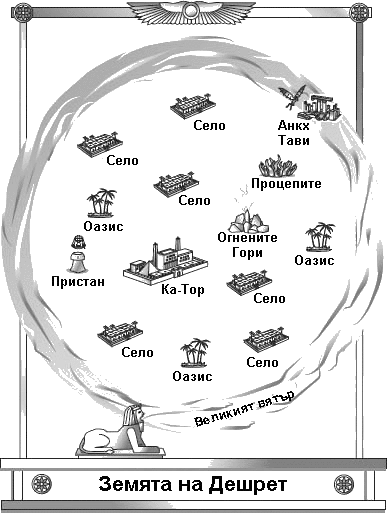 Село
Анкх
Тави
Село
Процепите
Село
Оазис
Огнените
Гори
Оазис
Пристан
Ка-Тор
Село
Село
Оазис
Село
Великият вятър
Земята на Дешрет